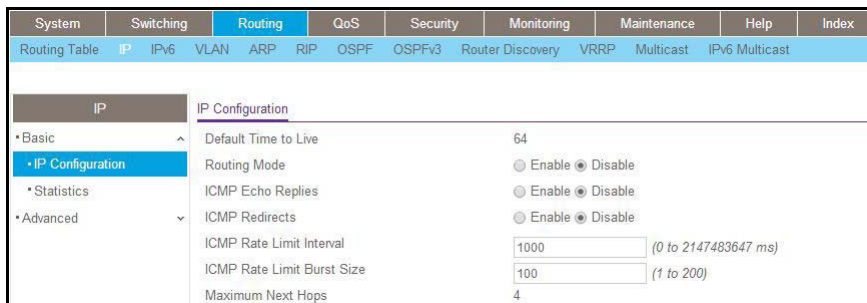 System Switching Routing QoS Security Monitoring Maintenance Help Index
Routing Table IP IPv6 VLAN ARP RIP OSPF OSPFv3 Router Discovery VRRP Multicast IPv6 Multicast
IP
• Basic
• IP Configuration
• Statistics
• Advanced
IP Configuration
Default Time to Live 64
Routing Mode Enable Disable
ICMP Echo Replies Enable Disable
ICMP Redirects Enable Disable
ICMP Rate Limit Interval 1000 (0 to 2147483647 ms)
ICMP Rate Limit Burst Size 100 (1 to 200)
Maximum Next Hops 4